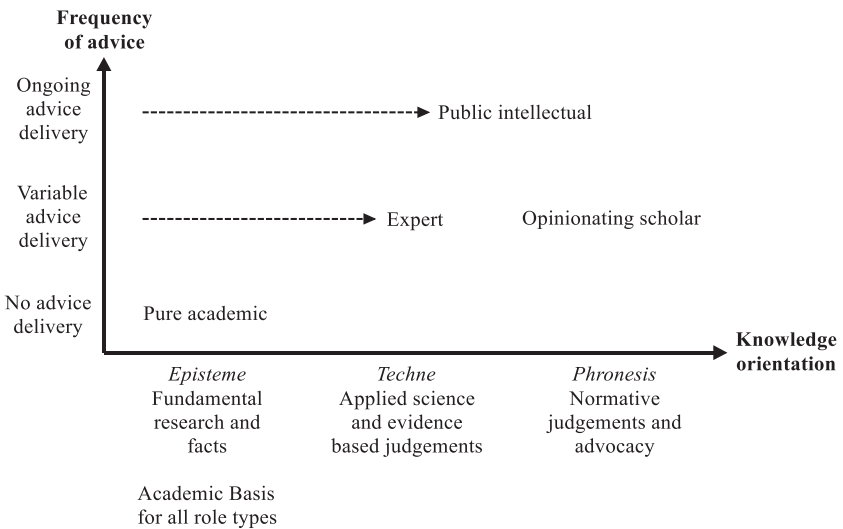 Frequency
of advice
Ongoing
advice
delivery
Public intellectual
Variable
advice
delivery
Expert
Opinionating scholar
No advice
delivery
Pure academic
Knowledge
orientation
Episteme
Fundamental
research and
facts
Techne
Applied science
and evidence
based judgements
Phronesis
Normative
judgements and
advocacy
Academic Basis
for all role types